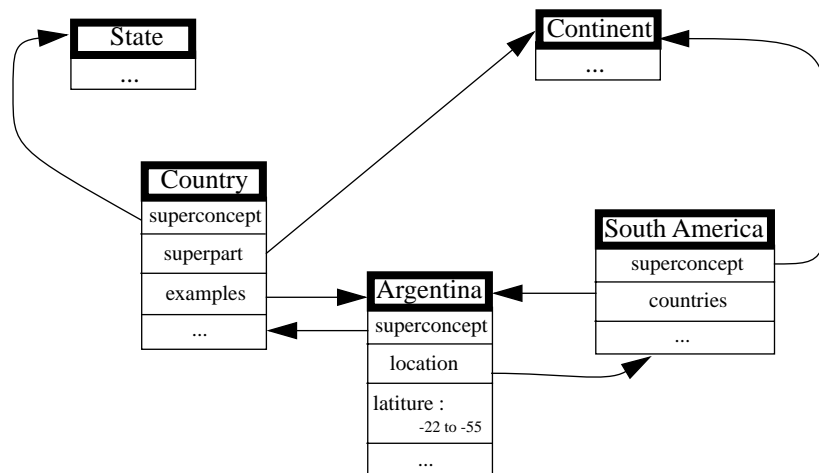 State
...
Continent
...
Country
superconcept
superpart
examples
...
Argentina
superconcept
location
latiture :
-22 to -55
...
South America
superconcept
countries
...